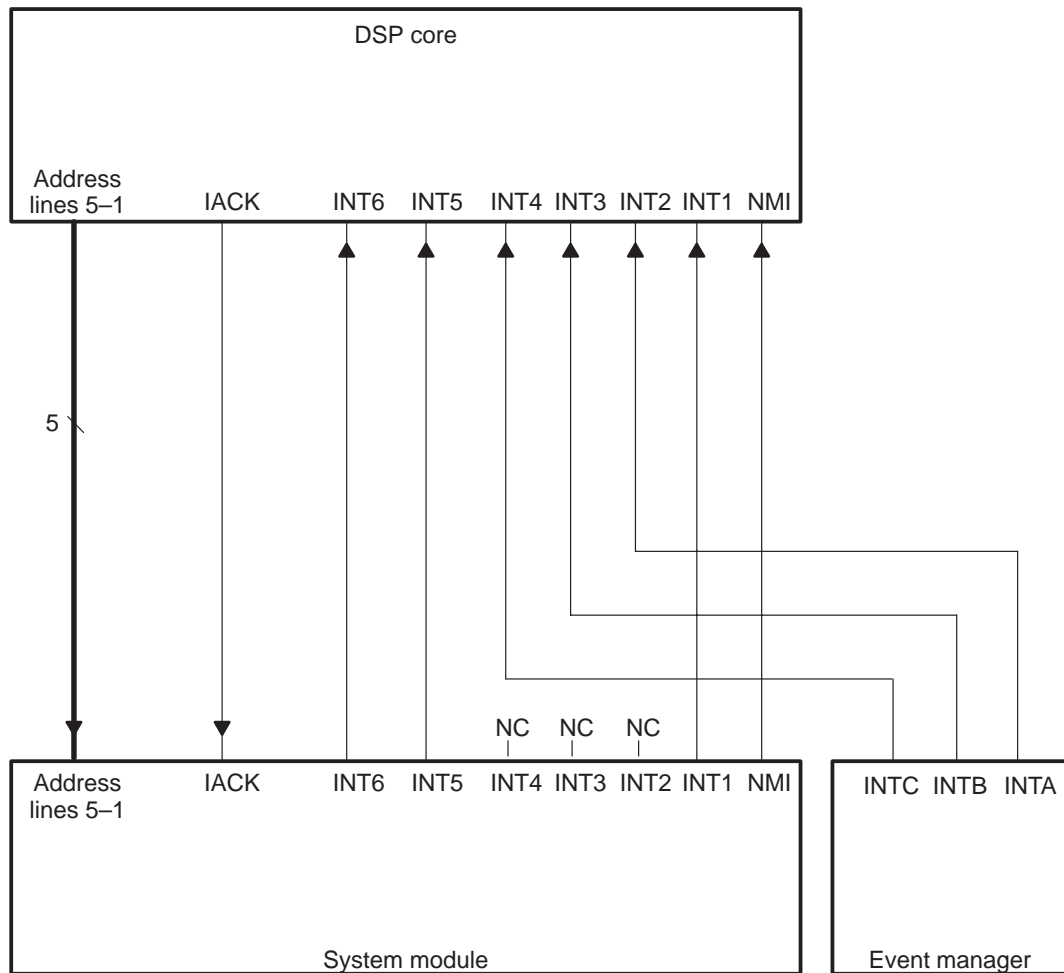 DSP core
Address
lines 5–1
IACK
INT6
INT5
INT4
INT3
INT2
INT1
NMI
5
NC
NC
NC
Address
lines 5–1
IACK
INT6
INT5
INT4
INT3
INT2
INT1
NMI
INTC
INTB
INTA
System module
Event manager